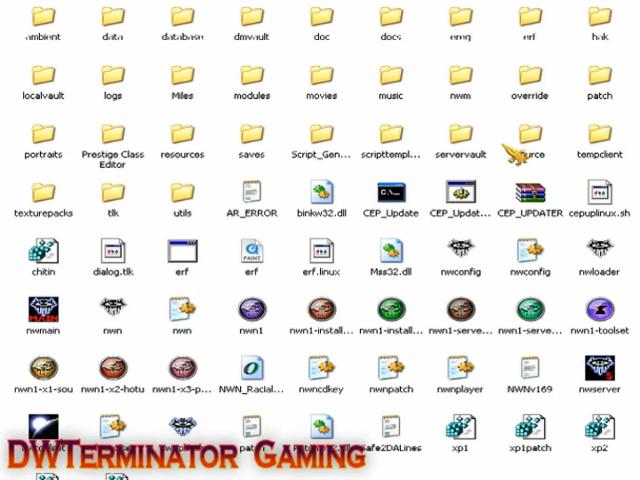 ambient data database dmvault doc docs ereg erf hak
localvault logs Miles modules movies music nwm override patch
portraits Prestige Class Editor resources saves Script_Gen... scripttempl... servervault tempclient
texturepacks tlk utils AR_ERROR binkw32.dll CEP_Update CEP_Updat... CEP_UPDATER cepuplinux.sh
chitin dialog.tlk erf erf erf.linux Mss32.dll nwconfig nwconfig nwloader
nwmain nwn nwn nwn1 nwn1-install... nwn1-install... nwn1-serve... nwn1-serve... nwn1-toolset
nwn1-x1-sou nwn1-x2-hotu nwn1-x3-p... NWN_Racial... nwncdkey nwnpatch nwnplayer NWNv169 nwserver
patch xp1 xp1patch xp2
DWTerminator Gaming